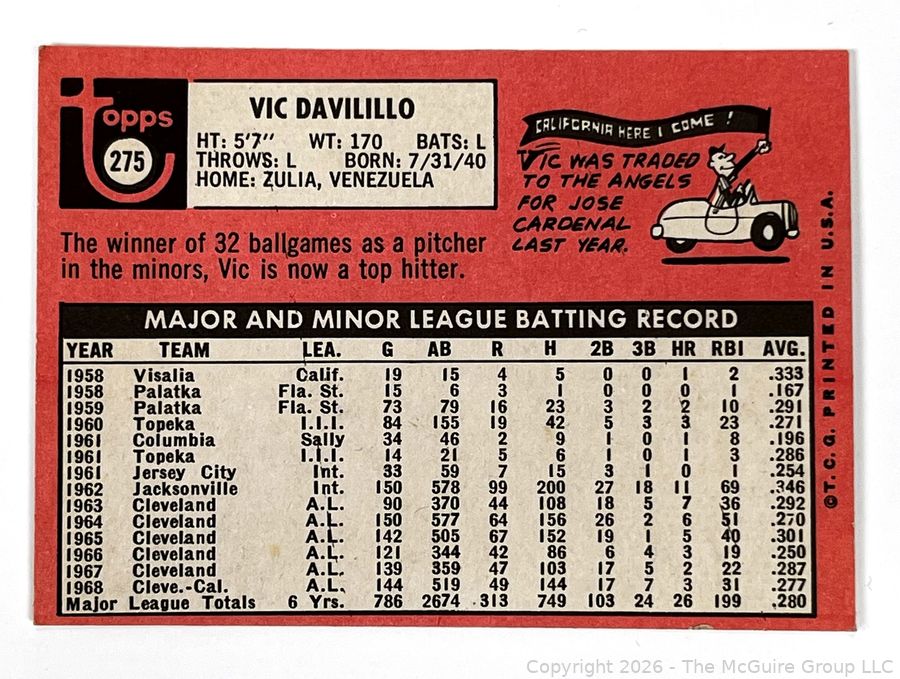 topps
275
VIC DAVILILLO
HT: 5'7" WT: 170 BATS: L
THROWS: L BORN: 7/31/40
HOME: ZULIA, VENEZUELA
The winner of 32 ballgames as a pitcher
in the minors, Vic is now a top hitter.
CALIFORNIA HERE I COME !
VIC WAS TRADED
TO THE ANGELS
FOR JOSE
CARDENAL
LAST YEAR.
MAJOR AND MINOR LEAGUE BATTING RECORD
YEAR TEAM LEA. G AB R H 2B 3B HR RBI AVG.
1958 Visalia Calif. 19 15 4 5 0 0 1 2 .333
1958 Palatka Fla. St. 15 6 3 1 0 0 0 1 .167
1959 Palatka Fla. St. 73 79 16 23 3 2 2 10 .291
1960 Topeka I.I.I. 84 155 19 42 5 3 3 23 .271
1961 Columbia Sally 34 46 2 9 1 0 1 8 .196
1961 Topeka I.I.I. 14 21 5 6 1 0 1 3 .286
1961 Jersey City Int. 33 59 7 15 3 1 0 1 .254
1962 Jacksonville Int. 150 578 99 200 27 18 11 69 .346
1963 Cleveland A.L. 90 370 44 108 18 5 7 36 .292
1964 Cleveland A.L. 150 577 64 156 26 2 6 51 .270
1965 Cleveland A.L. 142 505 67 152 19 1 5 40 .301
1966 Cleveland A.L. 121 344 42 86 6 4 3 19 .250
1967 Cleveland A.L. 139 359 47 103 17 5 2 22 .287
1968 Cleve.-Cal. A.L. 144 519 49 144 17 7 3 31 .277
Major League Totals 6 Yrs. 786 2674 313 749 103 24 26 199 .280
©T. C. G. PRINTED IN U.S.A.
Copyright 2026 - The McGuire Group LLC